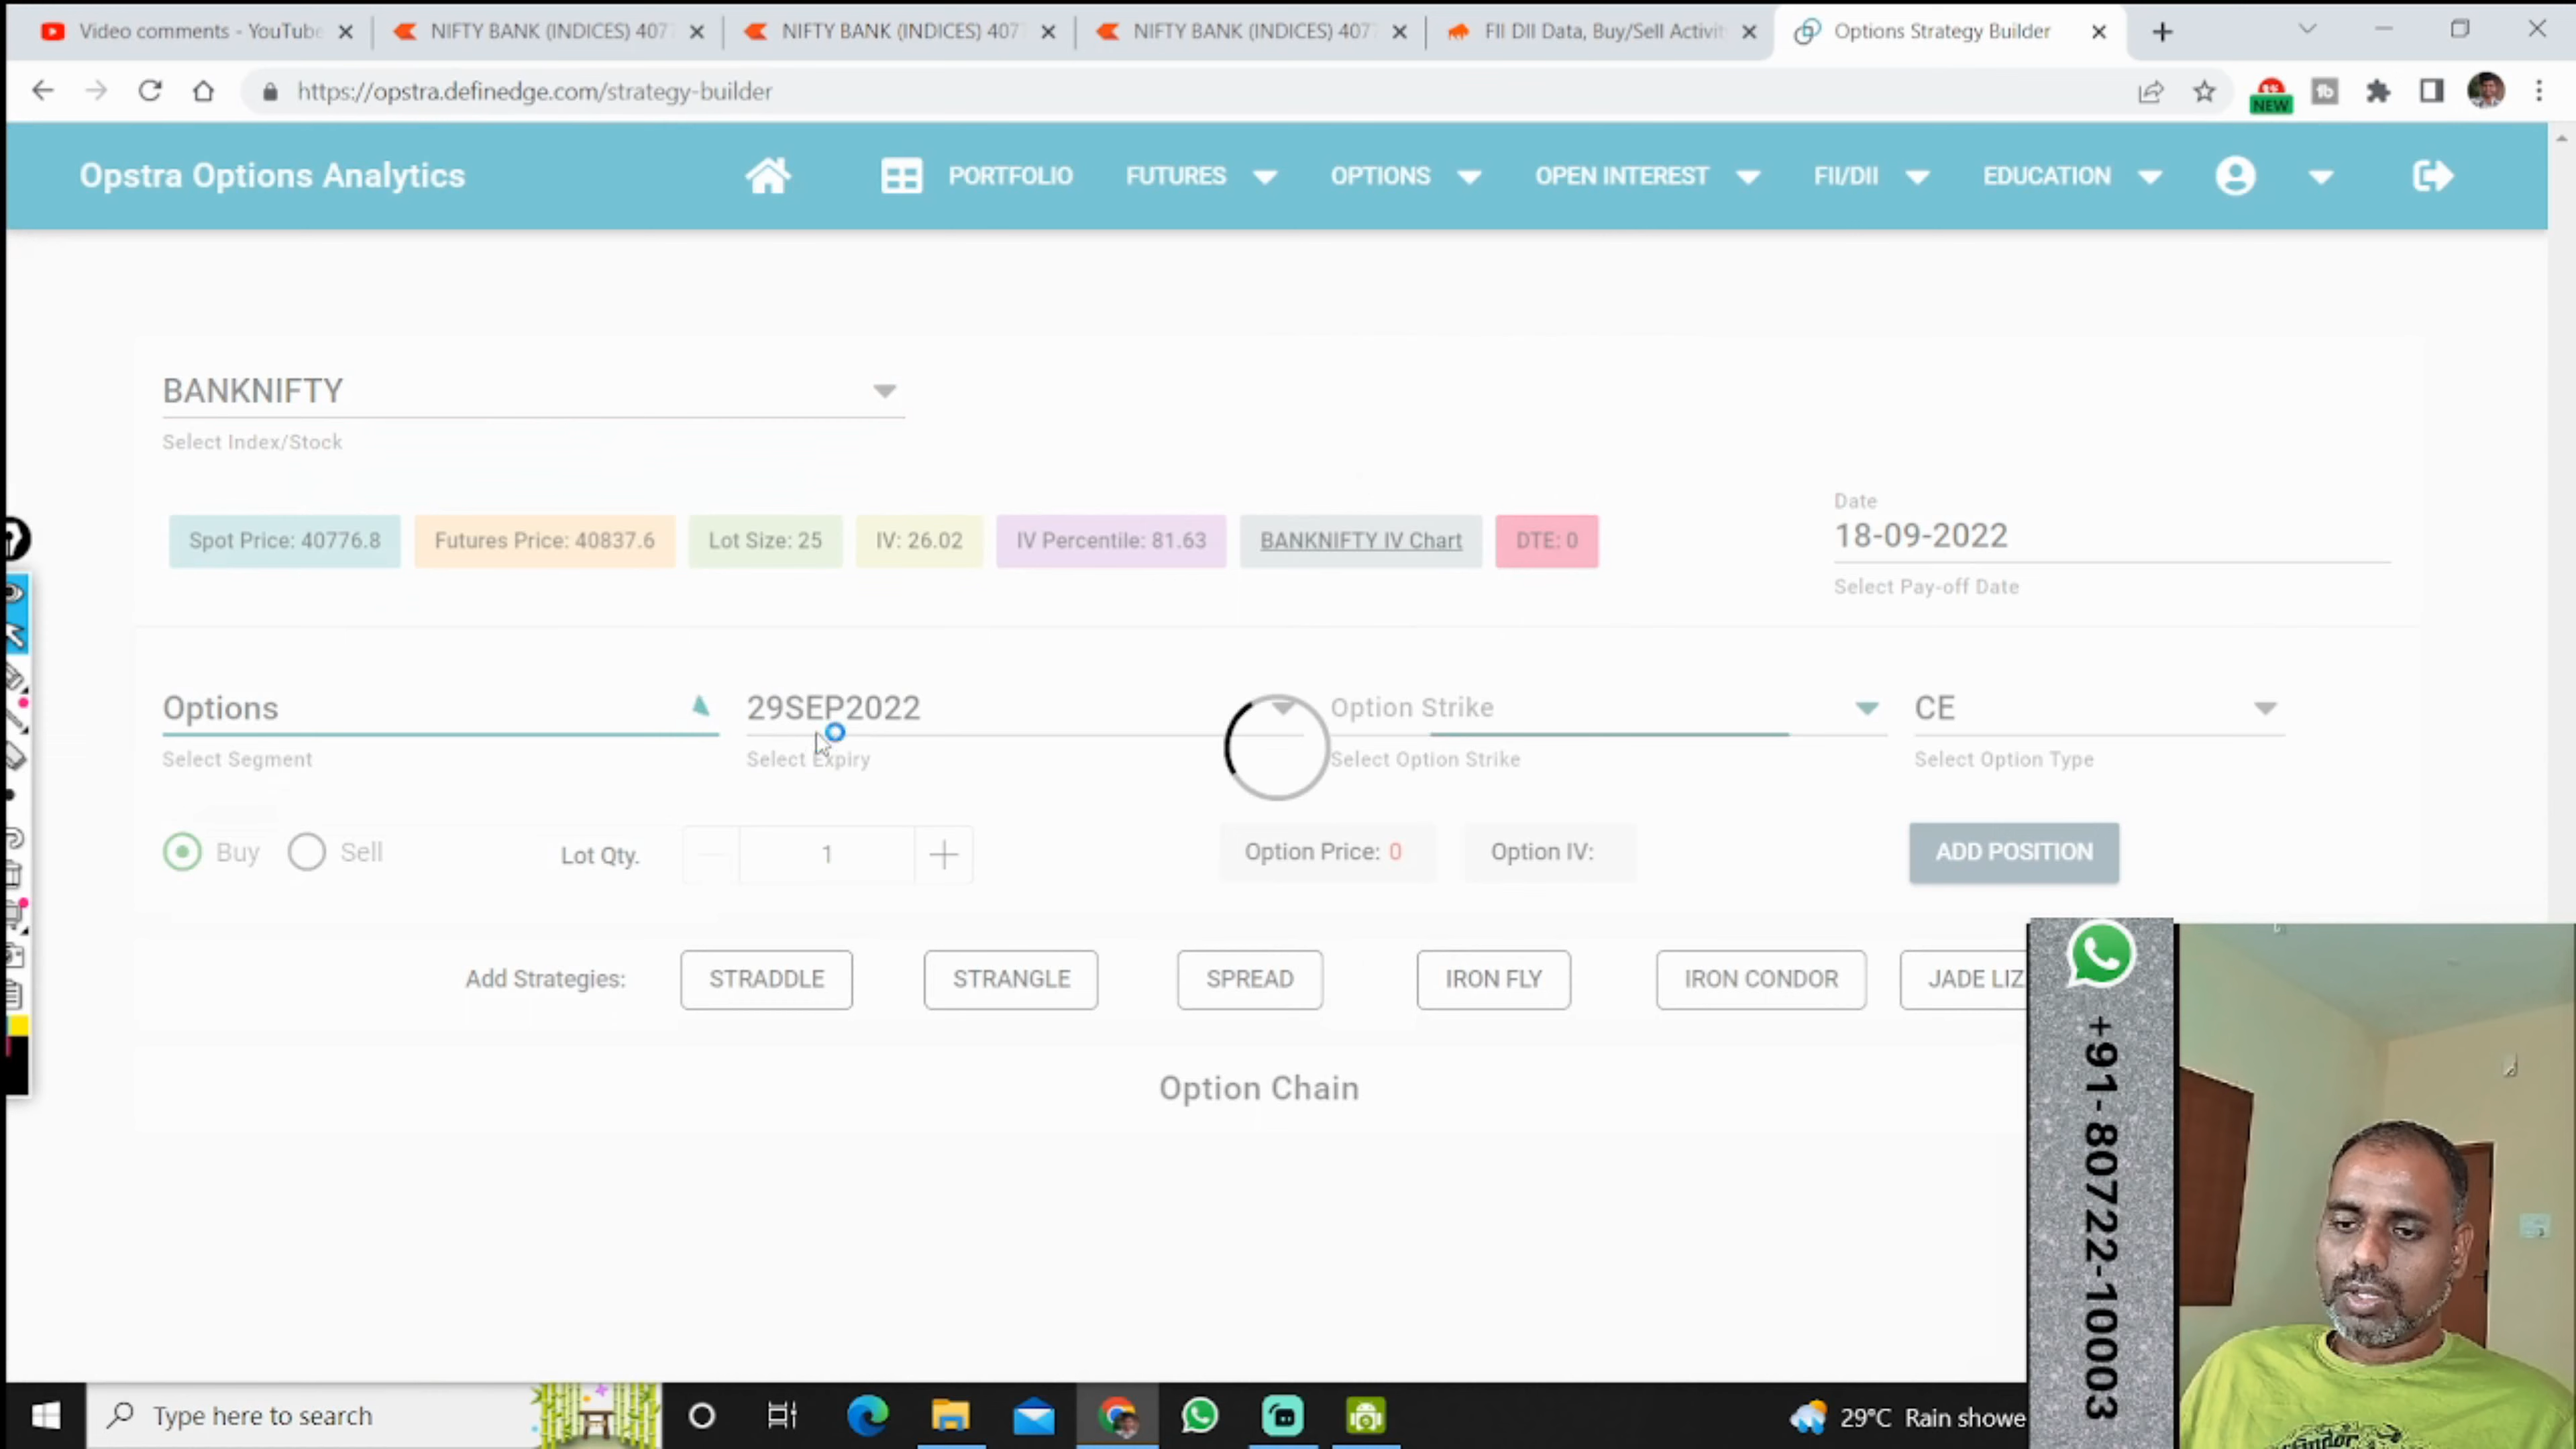 Video comments - YouTube
NIFTY BANK (INDICES) 407
NIFTY BANK (INDICES) 407
NIFTY BANK (INDICES) 407
FII DII Data, Buy/Sell Activit
Options Strategy Builder
https://opstra.definedge.com/strategy-builder
NEW
Opstra Options Analytics
PORTFOLIO
FUTURES
OPTIONS
OPEN INTEREST
FII/DII
EDUCATION
BANKNIFTY
Select Index/Stock
Spot Price: 40776.8
Futures Price: 40837.6
Lot Size: 25
IV: 26.02
IV Percentile: 81.63
BANKNIFTY IV Chart
DTE: 0
Date
18-09-2022
Select Pay-off Date
Options
29SEP2022
Option Strike
CE
Select Segment
Select Expiry
Select Option Strike
Select Option Type
Buy
Sell
Lot Qty.
1
Option Price: 0
Option IV:
ADD POSITION
Add Strategies:
STRADDLE
STRANGLE
SPREAD
IRON FLY
IRON CONDOR
JADE LIZ
Option Chain
+91-80722-10003
Type here to search
29°C Rain showe